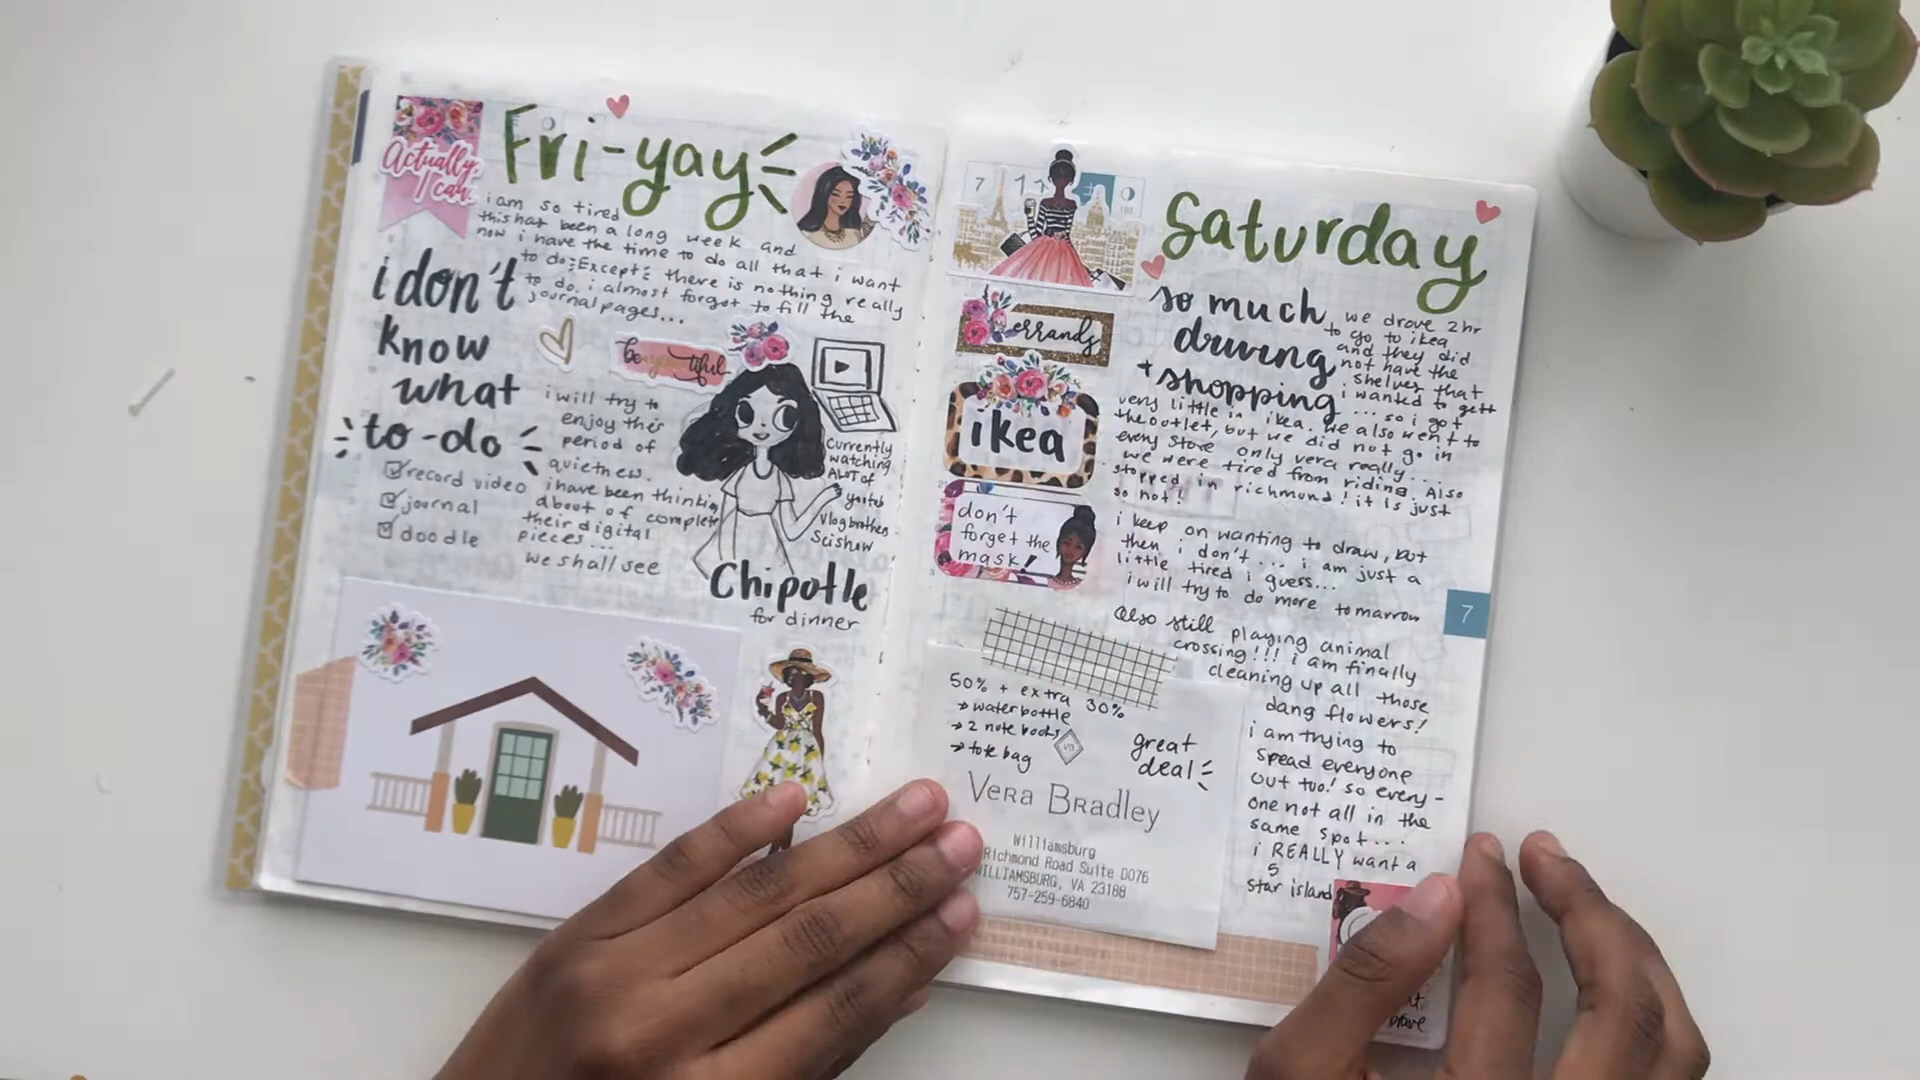 Actually,
I can.
Fri-yay
i am so tired
this has been a long week and
now i have the time to do all that i want
to do. Except there is nothing really
to do. i almost forgot to fill the
journal pages...
i don't
know
what
to-do
record video
journal
doodle
be you tiful
i will try to
enjoy this
period of
quietness.
i have been thinking
about of complete
their digital
pieces...
we shall see
currently
watching
ALOT of
youtub
Vlogbrothers
Scishow
Chipotle
for dinner
7
11
Saturday
errands
ikea
don't
forget the
mask!
so much
driving
+ shopping
we drove 2hr
to go to ikea
and they did
not have the
shelves that
i wanted to gett
... so i got
very little in ikea. We also went to
the outlet, but we did not go in
every store only vera really...
we were tired from riding. Also
stopped in richmond! it is just
so hot!
i keep on wanting to draw, but
then i don't... i am just a
little tired i guess...
i will try to do more tomarrow
7
Also still playing animal
crossing!!! i am finally
cleaning up all those
dang flowers!
i am trying to
spread everyone
out too! so every-
one not all in the
same spot...
i REALLY want a
5
star island
50% + extra 30%
→ waterbottle
→ 2 note books
→ tote bag
VB
great
deal
VERA BRADLEY
Williamsburg
Richmond Road Suite D076
WILLIAMSBURG, VA 23188
757-259-6840